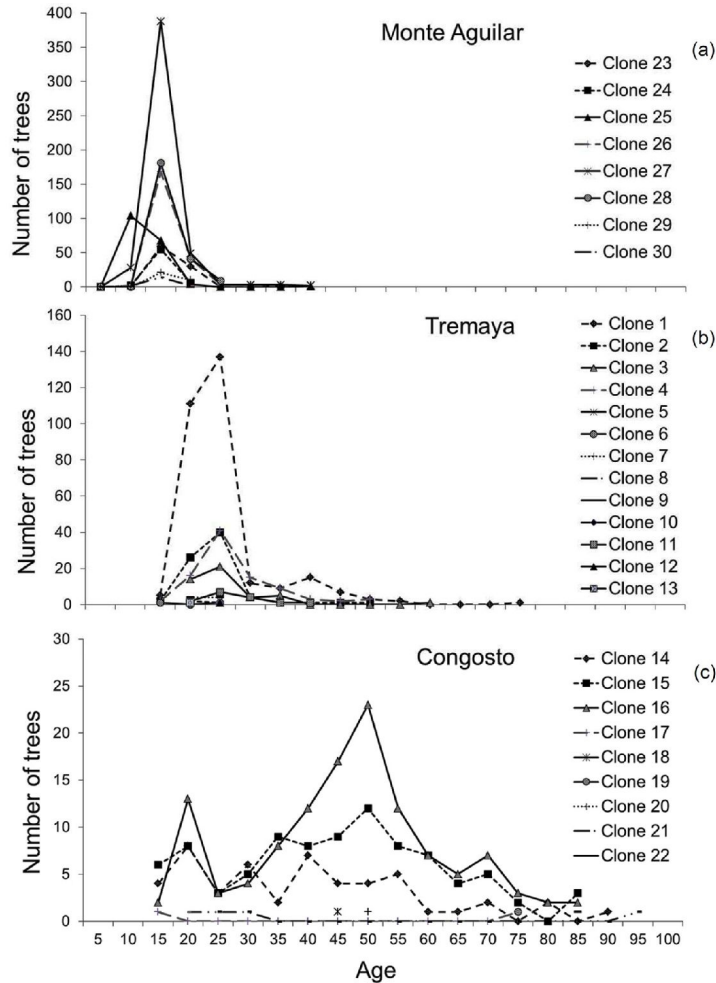 Monte Aguilar
(a)
Number of trees
400
350
300
250
200
150
100
50
0
Clone 23
Clone 24
Clone 25
Clone 26
Clone 27
Clone 28
Clone 29
Clone 30
Tremaya
(b)
Number of trees
160
140
120
100
80
60
40
20
0
Clone 1
Clone 2
Clone 3
Clone 4
Clone 5
Clone 6
Clone 7
Clone 8
Clone 9
Clone 10
Clone 11
Clone 12
Clone 13
Congosto
(c)
Number of trees
30
25
20
15
10
5
0
Clone 14
Clone 15
Clone 16
Clone 17
Clone 18
Clone 19
Clone 20
Clone 21
Clone 22
5 10 15 20 25 30 35 40 45 50 55 60 65 70 75 80 85 90 95 100
Age